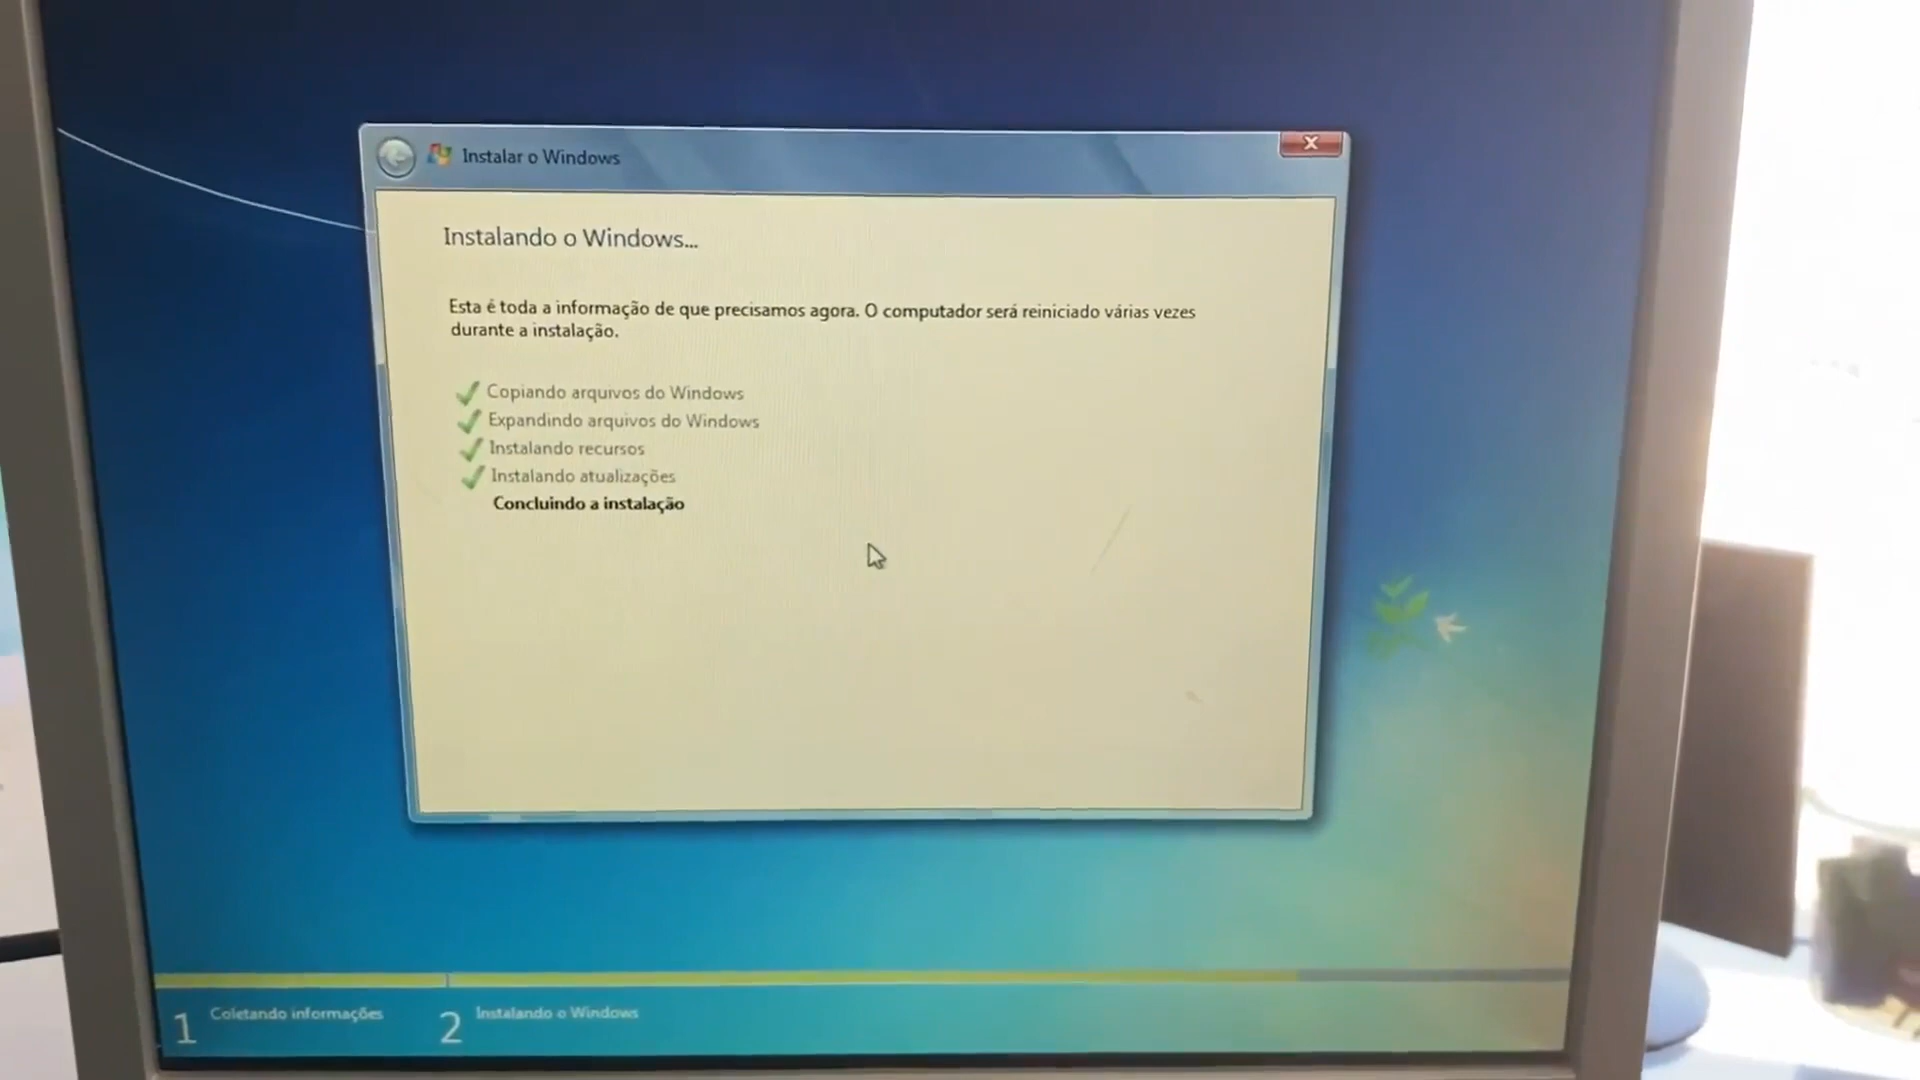 Instalar o Windows
Instalando o Windows...
Esta é toda a informação de que precisamos agora. O computador será reiniciado várias vezes
durante a instalação.
Copiando arquivos do Windows
Expandindo arquivos do Windows
Instalando recursos
Instalando atualizações
Concluindo a instalação
1 Coletando informações
2 Instalando o Windows